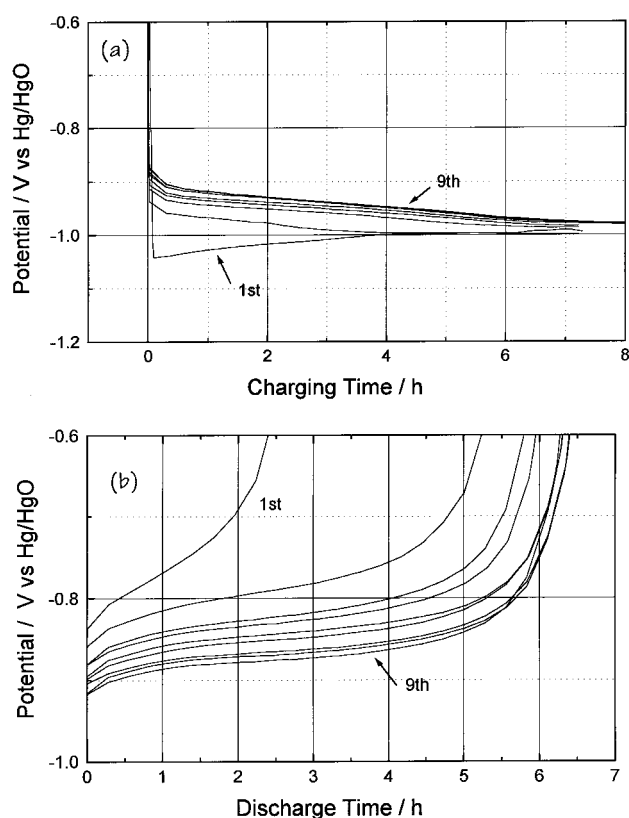 (a)
Potential / V vs Hg/HgO
-0.6
-0.8
-1.0
-1.2
9th
1st
0 2 4 6 8
Charging Time / h
(b)
Potential / V vs Hg/HgO
-0.6
-0.8
-1.0
1st
9th
0 1 2 3 4 5 6 7
Discharge Time / h